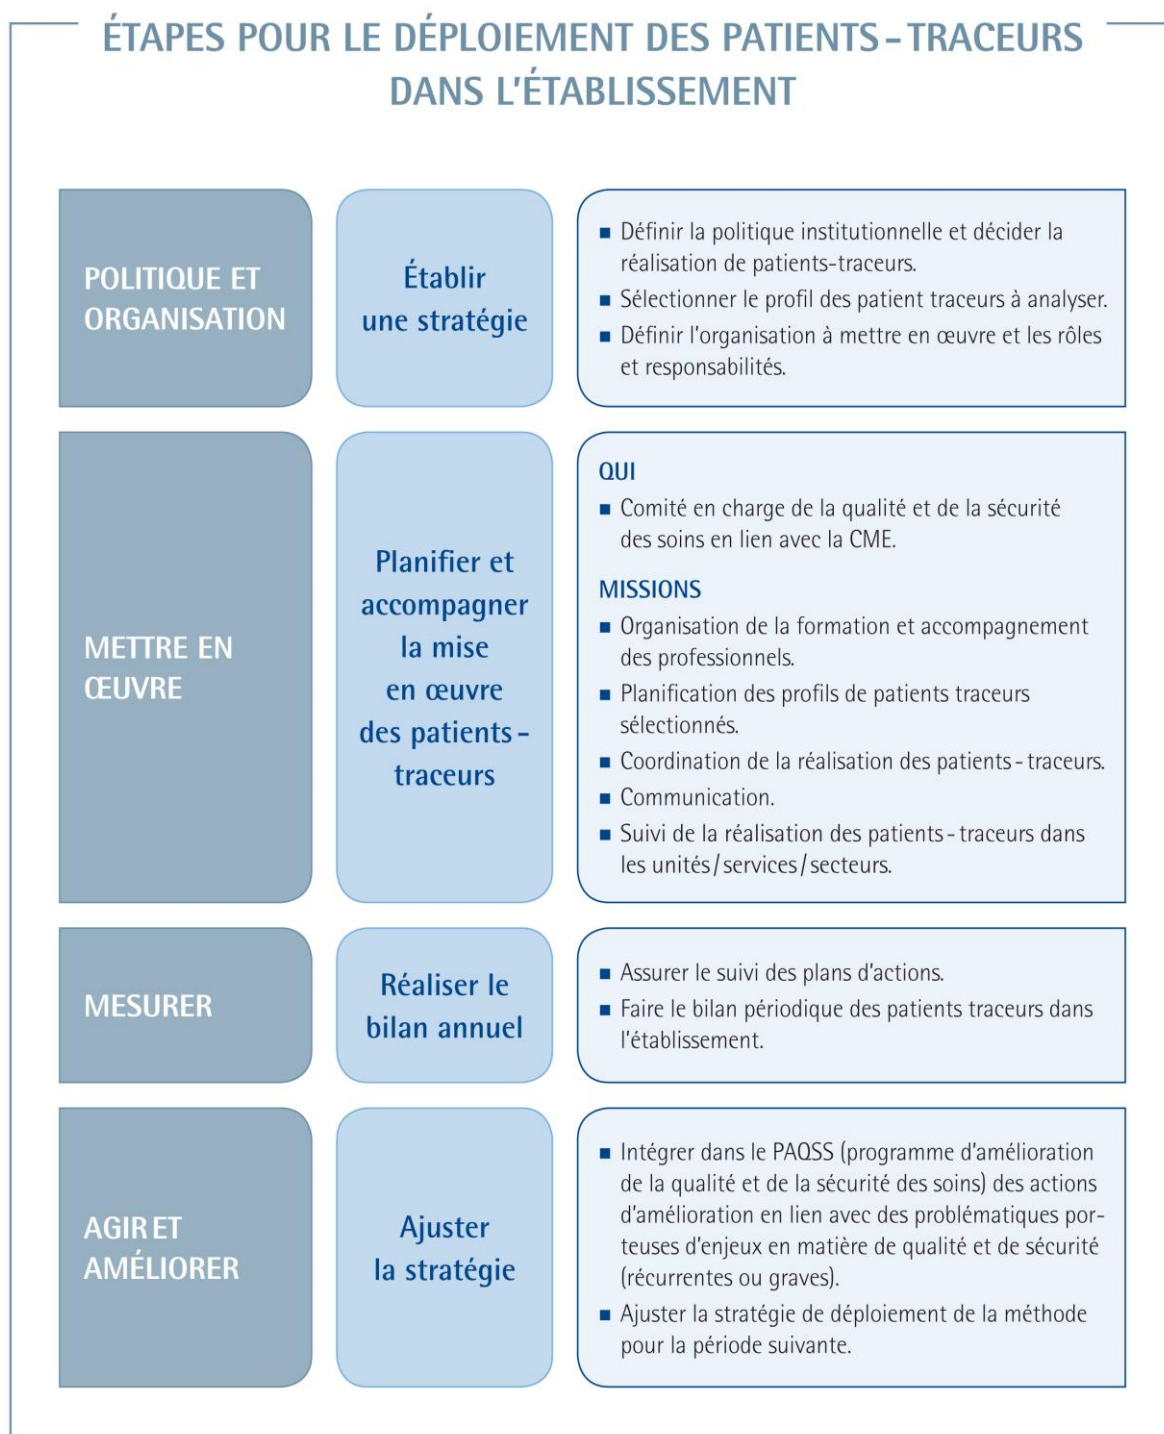 ÉTAPES POUR LE DÉPLOIEMENT DES PATIENTS-TRACEURS
DANS L'ÉTABLISSEMENT
POLITIQUE ET
ORGANISATION
Établir
une stratégie
■ Définir la politique institutionnelle et décider la
réalisation de patients-traceurs.
■ Sélectionner le profil des patient traceurs à analyser.
■ Définir l'organisation à mettre en œuvre et les rôles
et responsabilités.
METTRE EN
ŒUVRE
Planifier et
accompagner
la mise
en œuvre
des patients-
traceurs
QUI
■ Comité en charge de la qualité et de la sécurité
des soins en lien avec la CME.
MISSIONS
■ Organisation de la formation et accompagnement
des professionnels.
■ Planification des profils de patients traceurs
sélectionnés.
■ Coordination de la réalisation des patients-traceurs.
■ Communication.
■ Suivi de la réalisation des patients-traceurs dans
les unités/services/secteurs.
MESURER
Réaliser le
bilan annuel
■ Assurer le suivi des plans d'actions.
■ Faire le bilan périodique des patients traceurs dans
l'établissement.
AGIR ET
AMÉLIORER
Ajuster
la stratégie
■ Intégrer dans le PAQSS (programme d'amélioration
de la qualité et de la sécurité des soins) des actions
d'amélioration en lien avec des problématiques por-
teuses d'enjeux en matière de qualité et de sécurité
(récurrentes ou graves).
■ Ajuster la stratégie de déploiement de la méthode
pour la période suivante.